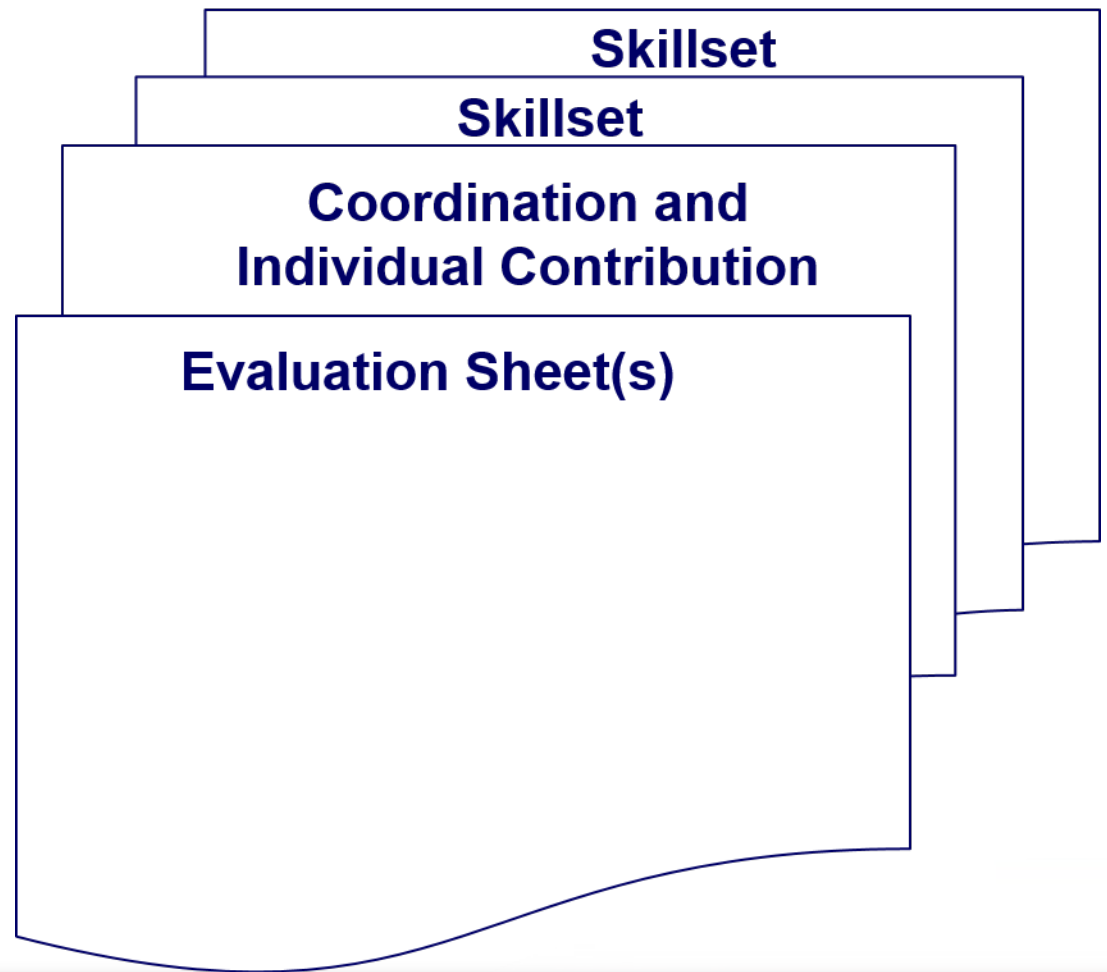 Skillset
Skillset
Coordination and
Individual Contribution
Evaluation Sheet(s)